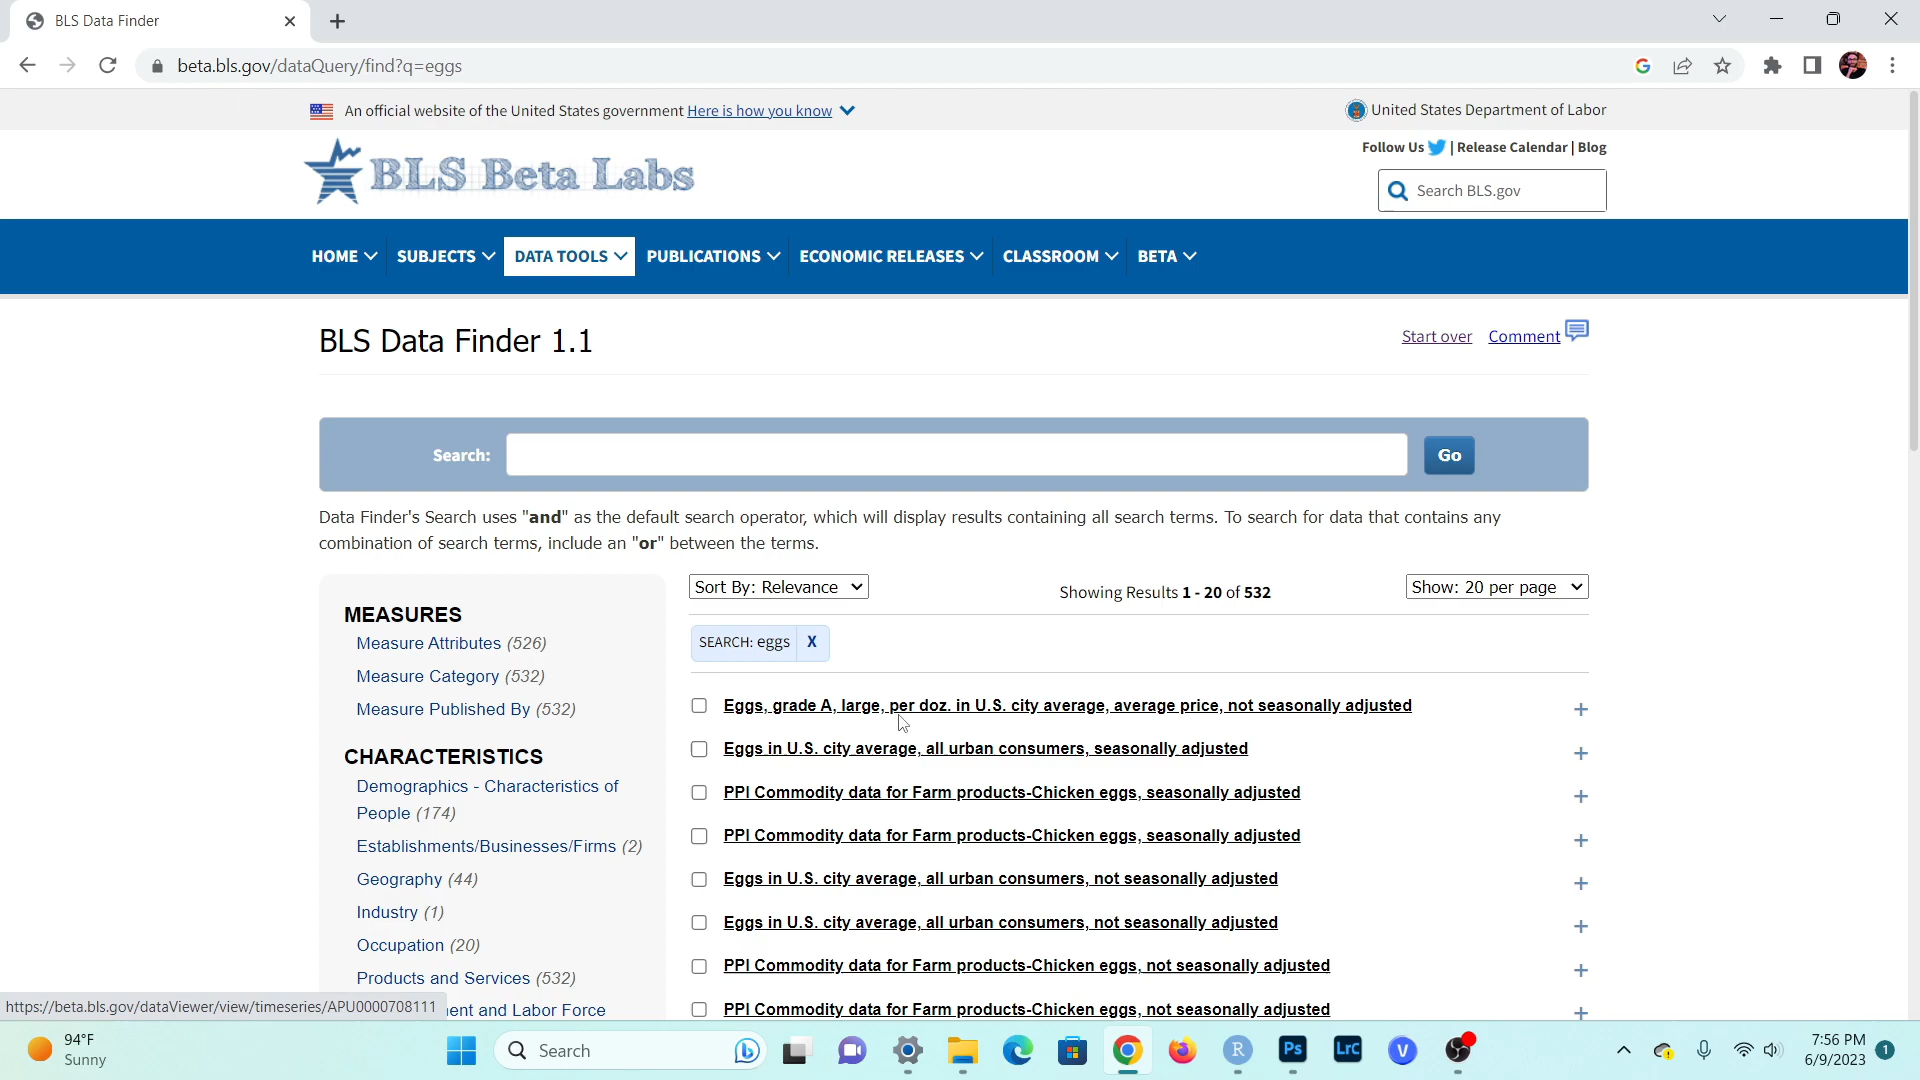 BLS Data Finder
beta.bls.gov/dataQuery/find?q=eggs
An official website of the United States government Here is how you know
United States Department of Labor
BLS Beta Labs
Follow Us | Release Calendar | Blog
Search BLS.gov
HOME SUBJECTS DATA TOOLS PUBLICATIONS ECONOMIC RELEASES CLASSROOM BETA
BLS Data Finder 1.1
Start over Comment
Search: Go
Data Finder's Search uses "and" as the default search operator, which will display results containing all search terms. To search for data that contains any
combination of search terms, include an "or" between the terms.
Sort By: Relevance
Showing Results 1 - 20 of 532
Show: 20 per page
SEARCH: eggs X
MEASURES
Measure Attributes (526)
Measure Category (532)
Measure Published By (532)
CHARACTERISTICS
Demographics - Characteristics of
People (174)
Establishments/Businesses/Firms (2)
Geography (44)
Industry (1)
Occupation (20)
Products and Services (532)
ent and Labor Force
Eggs, grade A, large, per doz. in U.S. city average, average price, not seasonally adjusted +
Eggs in U.S. city average, all urban consumers, seasonally adjusted +
PPI Commodity data for Farm products-Chicken eggs, seasonally adjusted +
PPI Commodity data for Farm products-Chicken eggs, seasonally adjusted +
Eggs in U.S. city average, all urban consumers, not seasonally adjusted +
Eggs in U.S. city average, all urban consumers, not seasonally adjusted +
PPI Commodity data for Farm products-Chicken eggs, not seasonally adjusted +
PPI Commodity data for Farm products-Chicken eggs, not seasonally adjusted +
https://beta.bls.gov/dataViewer/view/timeseries/APU0000708111
94°F
Sunny
Search
R
Ps
LrC
V
7:56 PM
6/9/2023
1